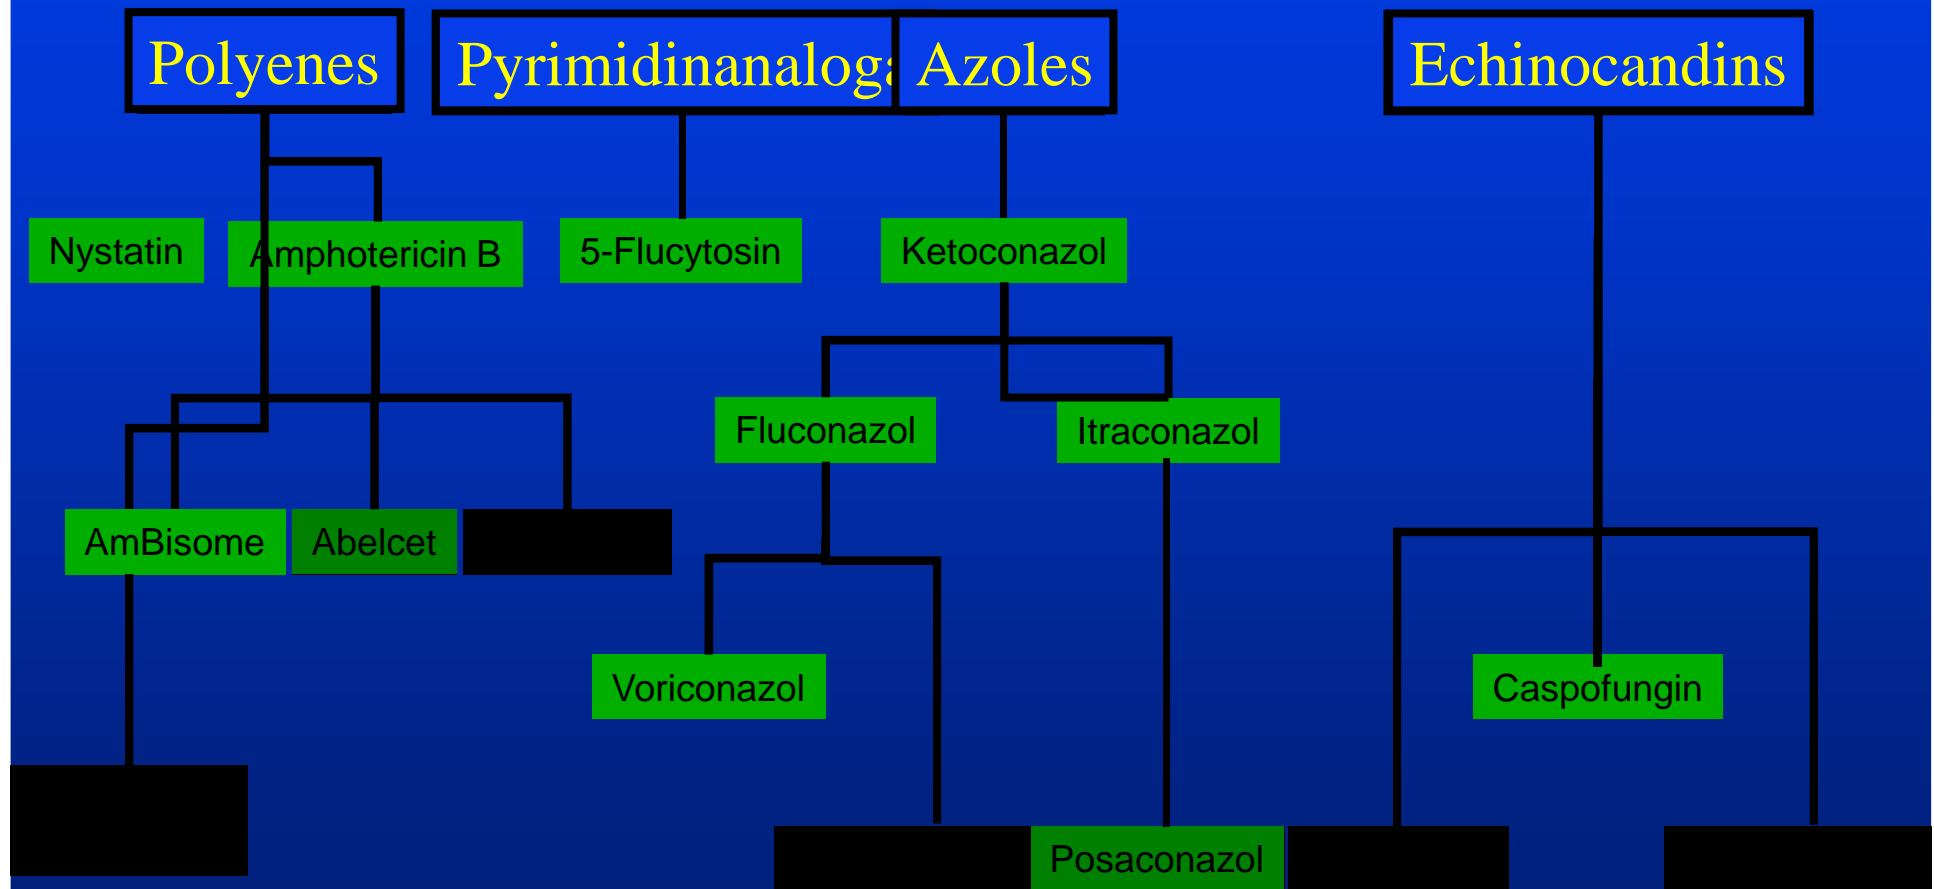 Polyenes
Pyrimidinanaloga
Azoles
Echinocandins
Nystatin
Amphotericin B
5-Flucytosin
Ketoconazol
Fluconazol
Itraconazol
AmBisome
Abelcet
Voriconazol
Caspofungin
Posaconazol